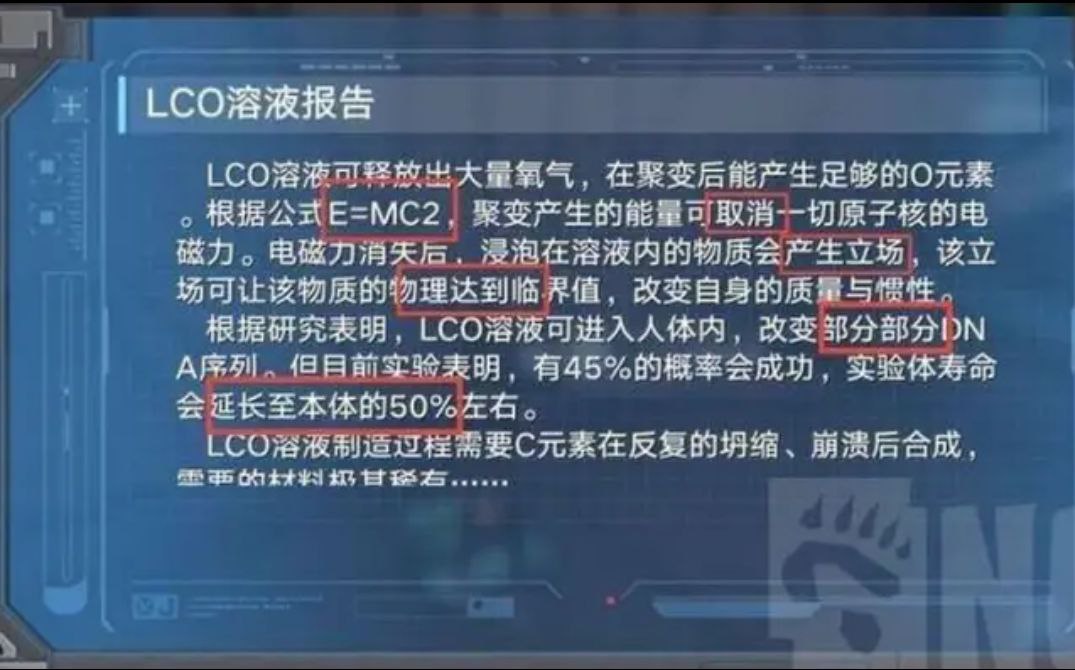 LCO溶液报告
LCO溶液可释放出大量氧气，在聚变后能产生足够的O元素
。根据公式E=MC2，聚变产生的能量可取消一切原子核的电
磁力。电磁力消失后，浸泡在溶液内的物质会产生立场，该立
场可让该物质的物理达到临界值，改变自身的质量与惯性。
根据研究表明，LCO溶液可进入人体内，改变部分部分DN
A序列。但目前实验表明，有45%的概率会成功，实验体寿命
会延长至本体的50%左右。
LCO溶液制造过程需要C元素在反复的坍缩、崩溃后合成，
需要的材料极其稀有……